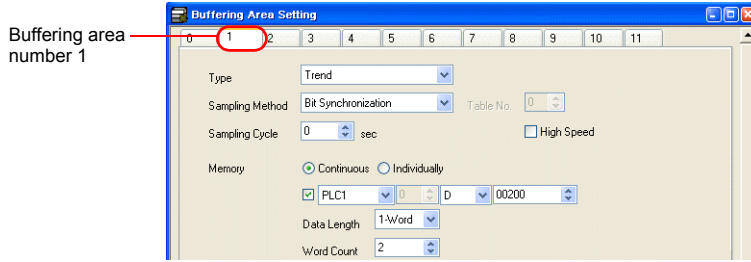 Buffering area
number 1
Buffering Area Setting
0 1 2 3 4 5 6 7 8 9 10 11
Type Trend
Sampling Method Bit Synchronization Table No. 0
Sampling Cycle 0 sec High Speed
Memory Continuous Individually
PLC1 0 D 00200
Data Length 1-Word
Word Count 2